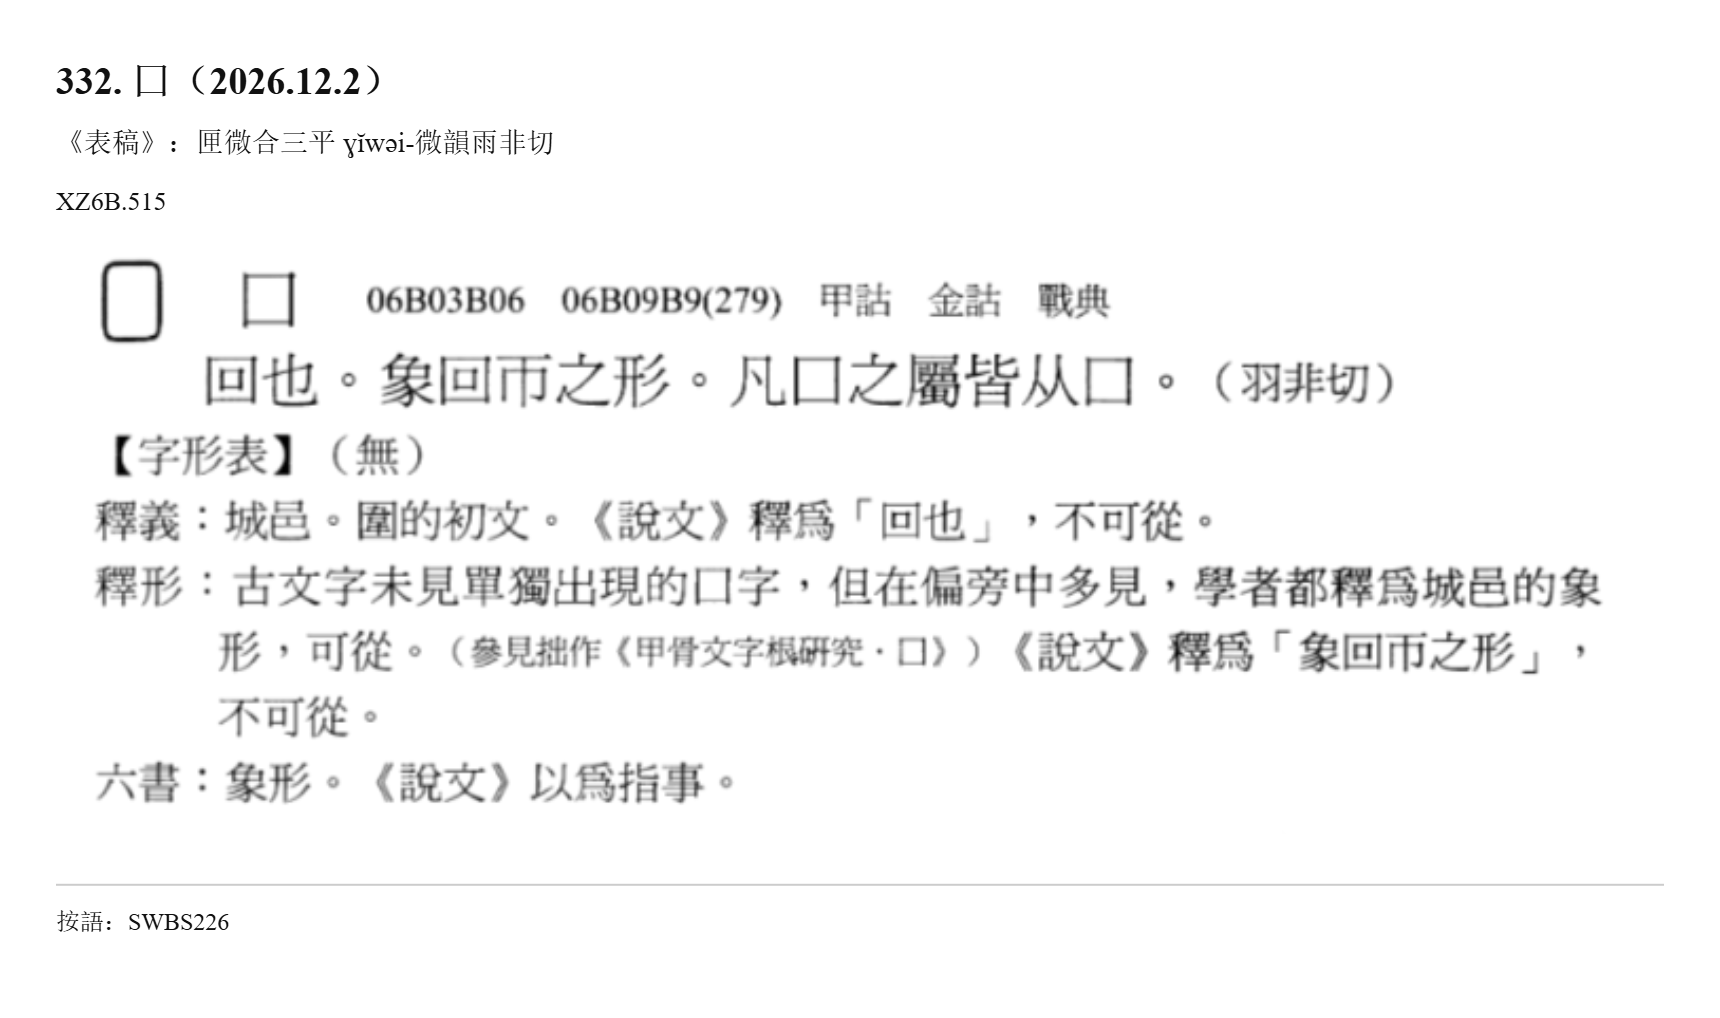 332. 囗（2026.12.2）
《表稿》：匣微合三平 ɣĭwəi-微韻雨非切
XZ6B.515
囗 06B03B06 06B09B9(279) 甲詁 金詁 戰典
回也。象回帀之形。凡囗之屬皆从囗。（羽非切）
【字形表】（無）
釋義：城邑。圍的初文。《說文》釋爲「回也」，不可從。
釋形：古文字未見單獨出現的囗字，但在偏旁中多見，學者都釋爲城邑的象
形，可從。（參見拙作《甲骨文字根研究·囗》）《說文》釋爲「象回帀之形」，
不可從。
六書：象形。《說文》以爲指事。
按語：SWBS226